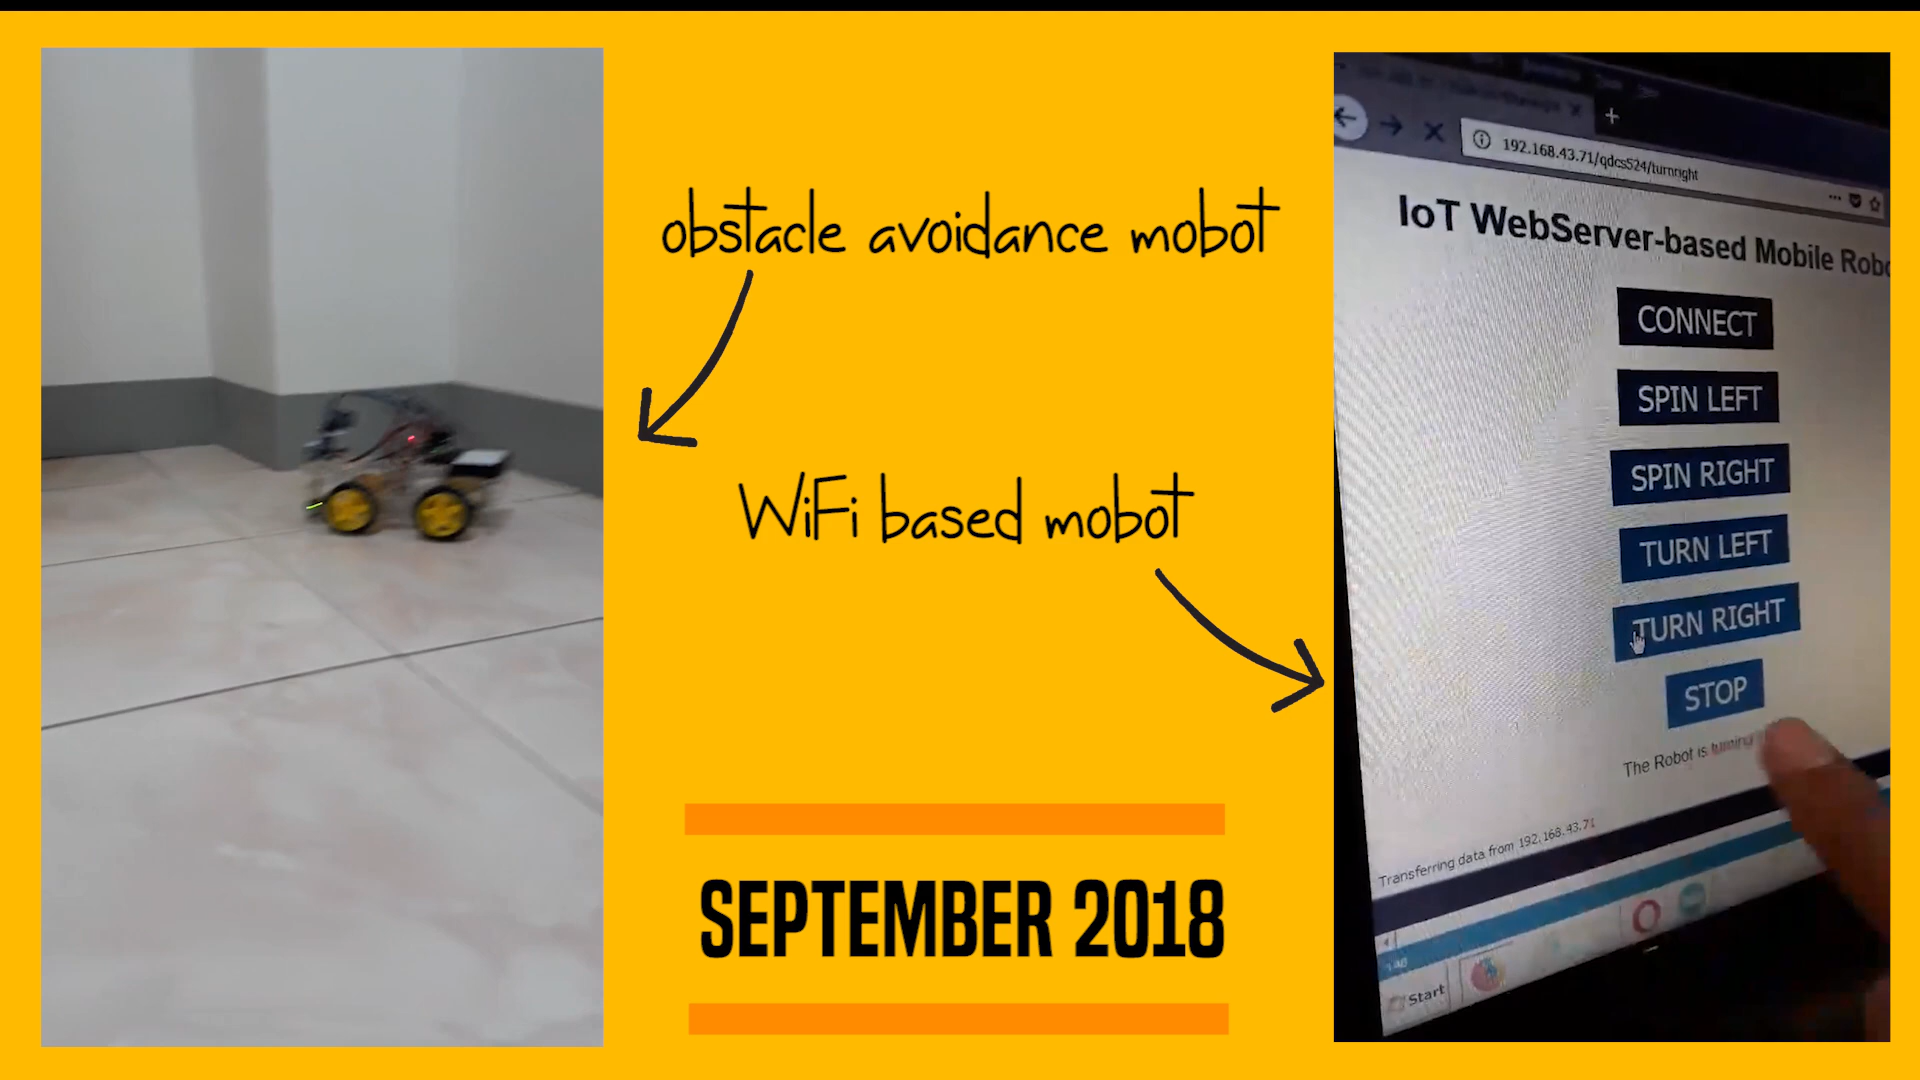 obstacle avoidance mobot
WiFi based mobot
SEPTEMBER 2018
192.168.43.71/qdcs524/turnright
IoT WebServer-based Mobile
CONNECT
SPIN LEFT
SPIN RIGHT
TURN LEFT
TURN RIGHT
STOP
The Robot is turning
Transferring data from 192.168.43.71
Start